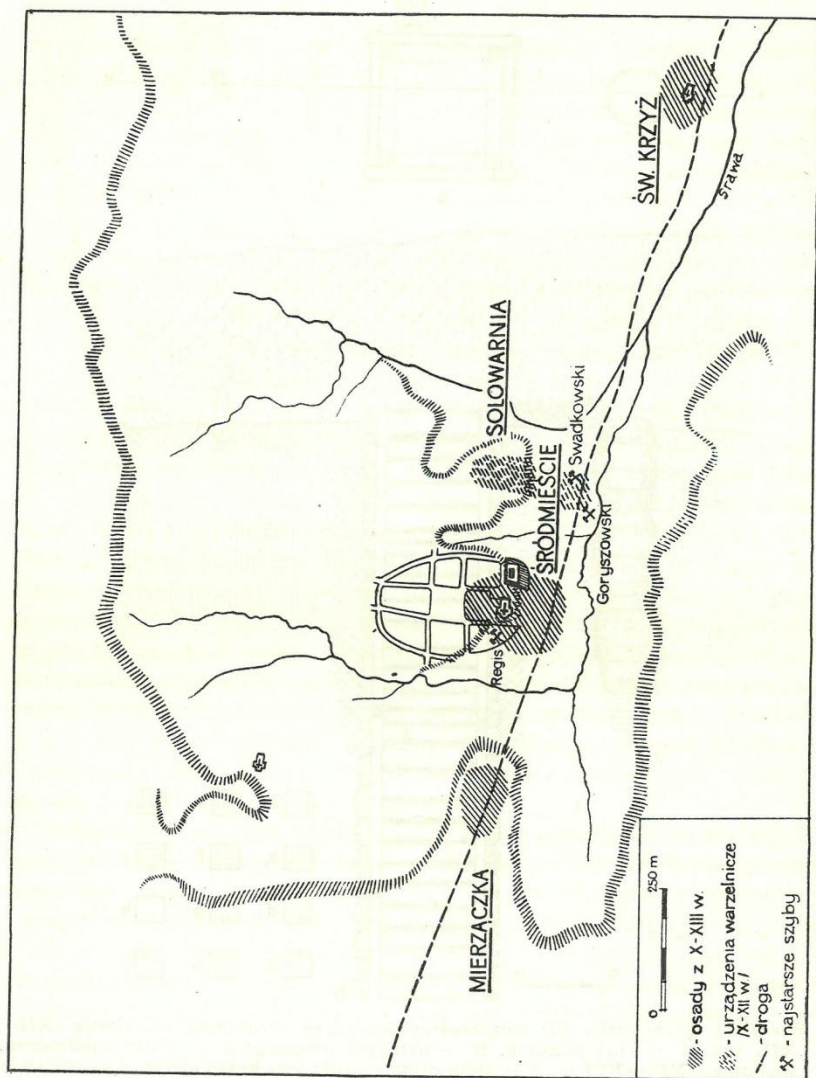 ŚW. KRZYŻ
Srawa
SOLOWARNIA
Swadkowski
ŚRÓDMIEŚCIE
Goryszowski
Regis
MIERZĄCZKA
0 250 m
- osady z X-XIII w.
- urządzenia warzelnicze
/X-XII w/
- droga
- najstarsze szyby